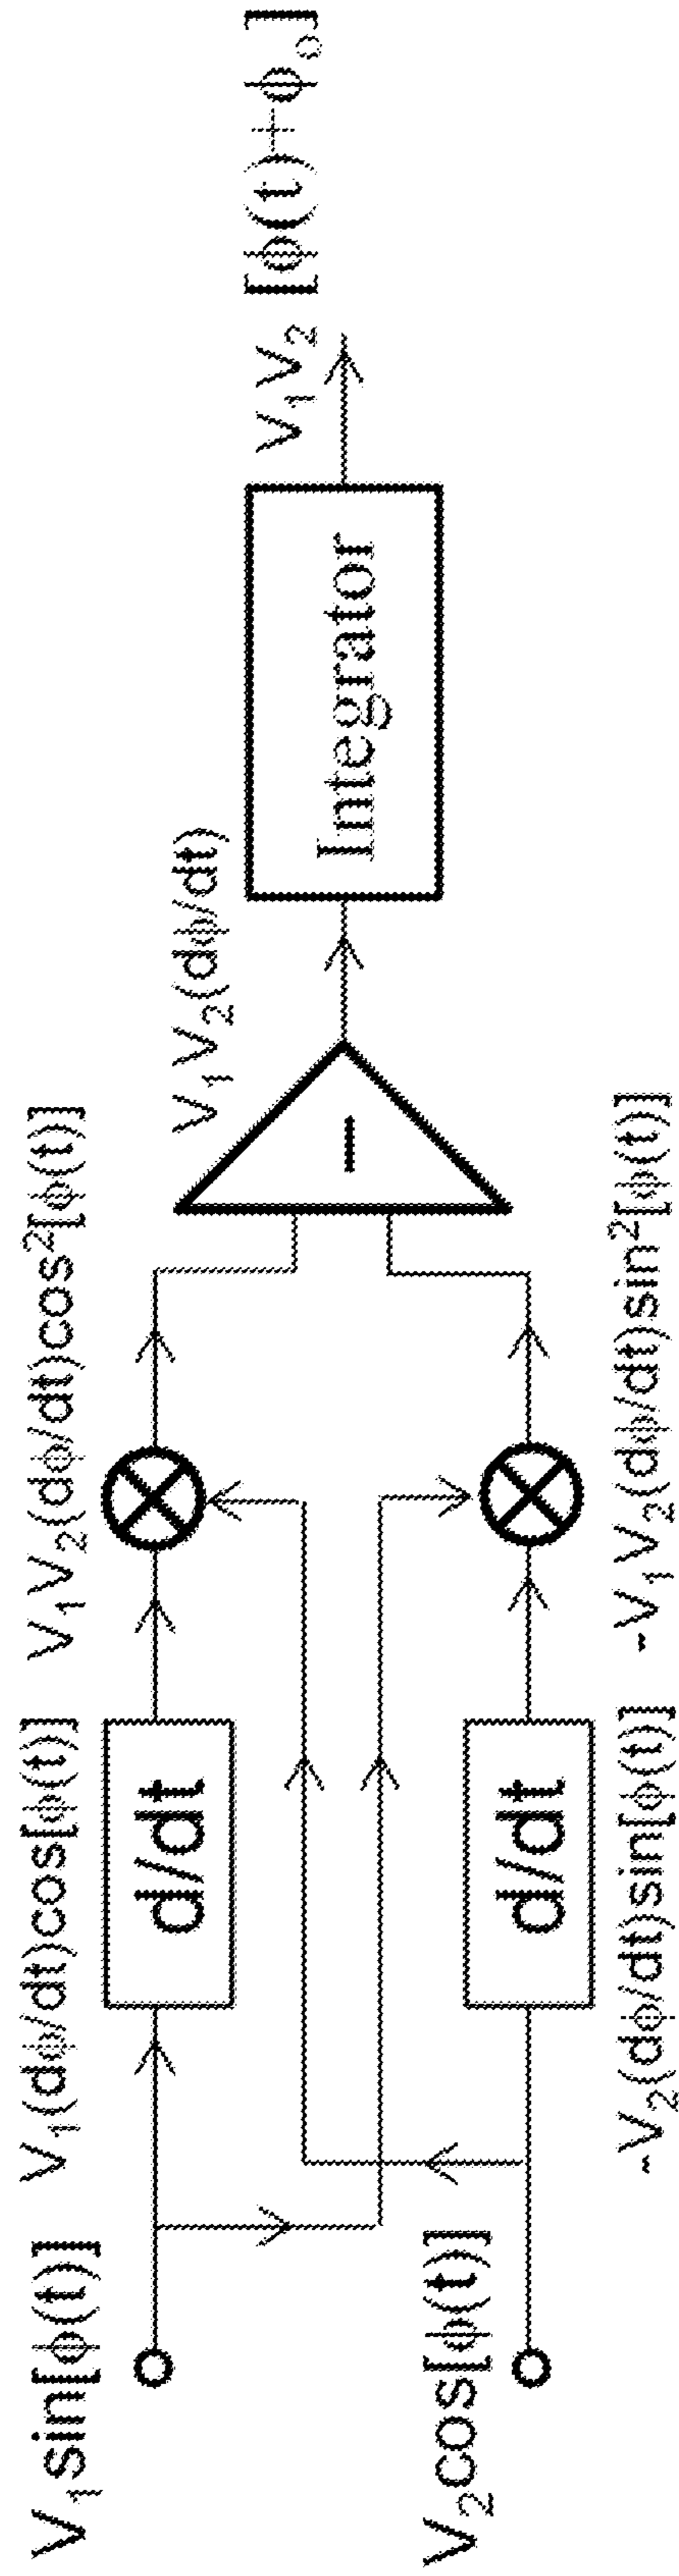 V₁sin[ϕ(t)]
V₁(dϕ/dt)cos[ϕ(t)]
V₁V₂(dϕ/dt)cos²[ϕ(t)]
d/dt
V₁V₂(dϕ/dt)
V₁V₂ [ϕ(t)+ϕ₀]
–
Integrator
V₂cos[ϕ(t)]
d/dt
-V₂(dϕ/dt)sin[ϕ(t)]
-V₁V₂(dϕ/dt)sin²[ϕ(t)]